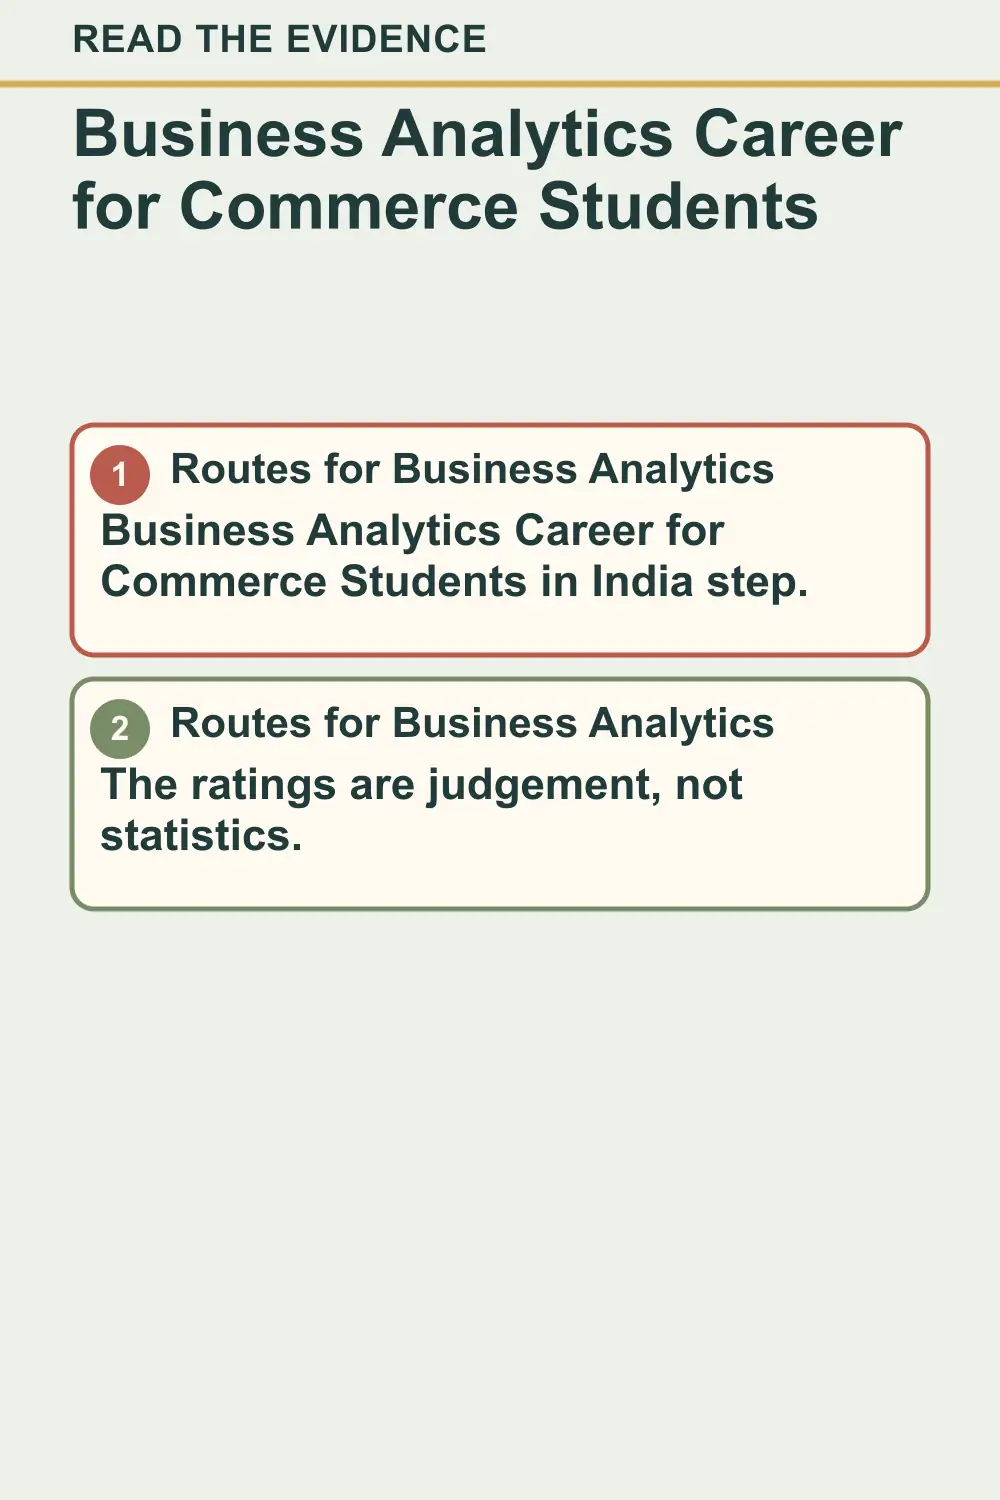 READ THE EVIDENCE
Business Analytics Career
for Commerce Students
1 Routes for Business Analytics
Business Analytics Career for
Commerce Students in India step.
2 Routes for Business Analytics
The ratings are judgement, not
statistics.